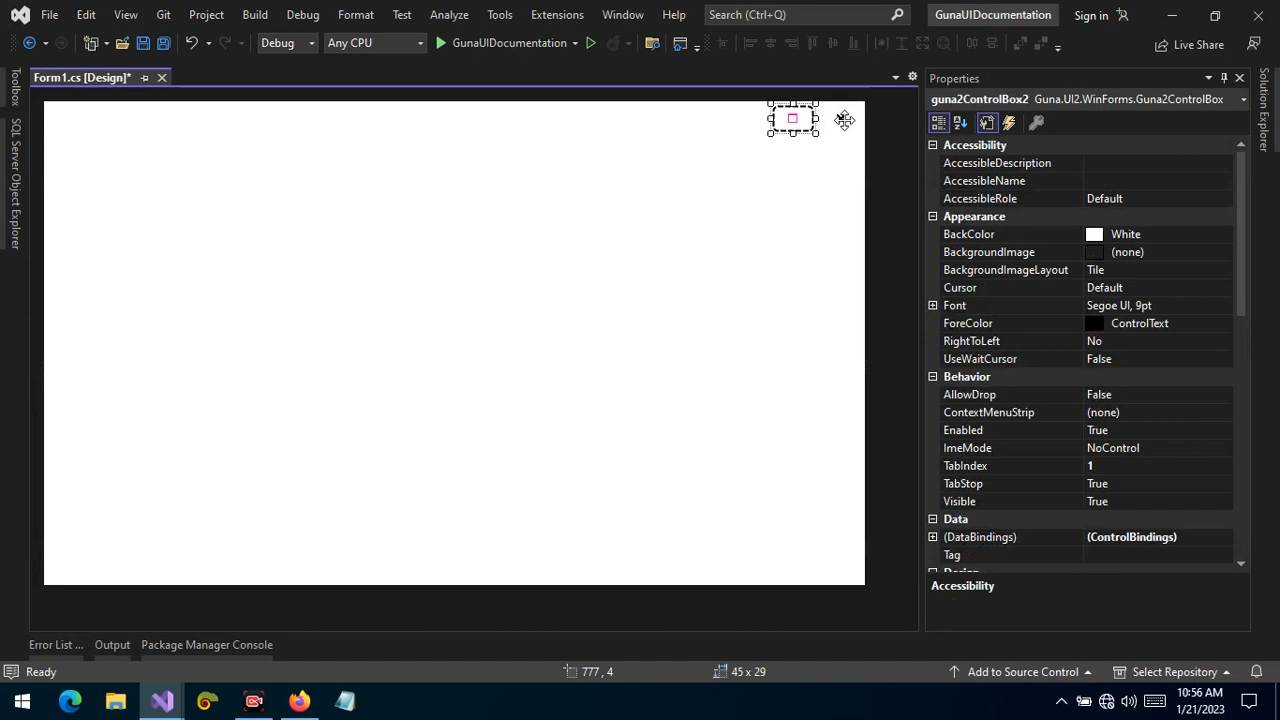 File Edit View Git Project Build Debug Format Test Analyze Tools Extensions Window Help Search (Ctrl+Q) GunaUIDocumentation Sign in
Debug Any CPU GunaUIDocumentation Live Share
Form1.cs [Design]*
Toolbox
SQL Server Object Explorer
Properties
guna2ControlBox2 Guna.UI2.WinForms.Guna2ControlBox
Accessibility
AccessibleDescription
AccessibleName
AccessibleRole Default
Appearance
BackColor White
BackgroundImage (none)
BackgroundImageLayout Tile
Cursor Default
Font Segoe UI, 9pt
ForeColor ControlText
RightToLeft No
UseWaitCursor False
Behavior
AllowDrop False
ContextMenuStrip (none)
Enabled True
ImeMode NoControl
TabIndex 1
TabStop True
Visible True
Data
(DataBindings) (ControlBindings)
Tag
Design
Accessibility
Solution Explorer
Error List ... Output Package Manager Console
Ready 777 , 4 45 x 29 Add to Source Control Select Repository
10:56 AM
1/21/2023